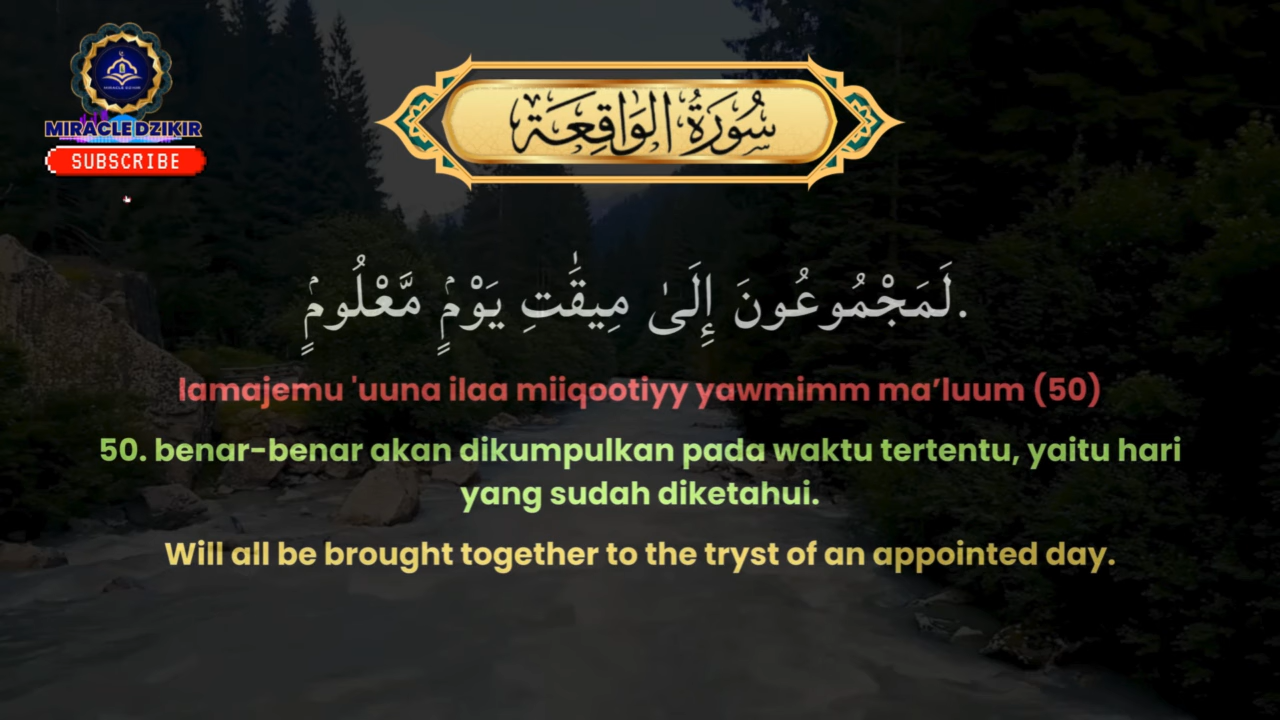 MIRACLE DZIKIR
SUBSCRIBE
سُورَةُ الوَاقِعَة
لَمَجْمُوعُونَ إِلَىٰ مِيقَٰتِ يَوْمٍۢ مَّعْلُومٍۢ.
lamajemu 'uuna ilaa miiqootiyy yawmimm ma’luum (50)
50. benar-benar akan dikumpulkan pada waktu tertentu, yaitu hari
yang sudah diketahui.
Will all be brought together to the tryst of an appointed day.